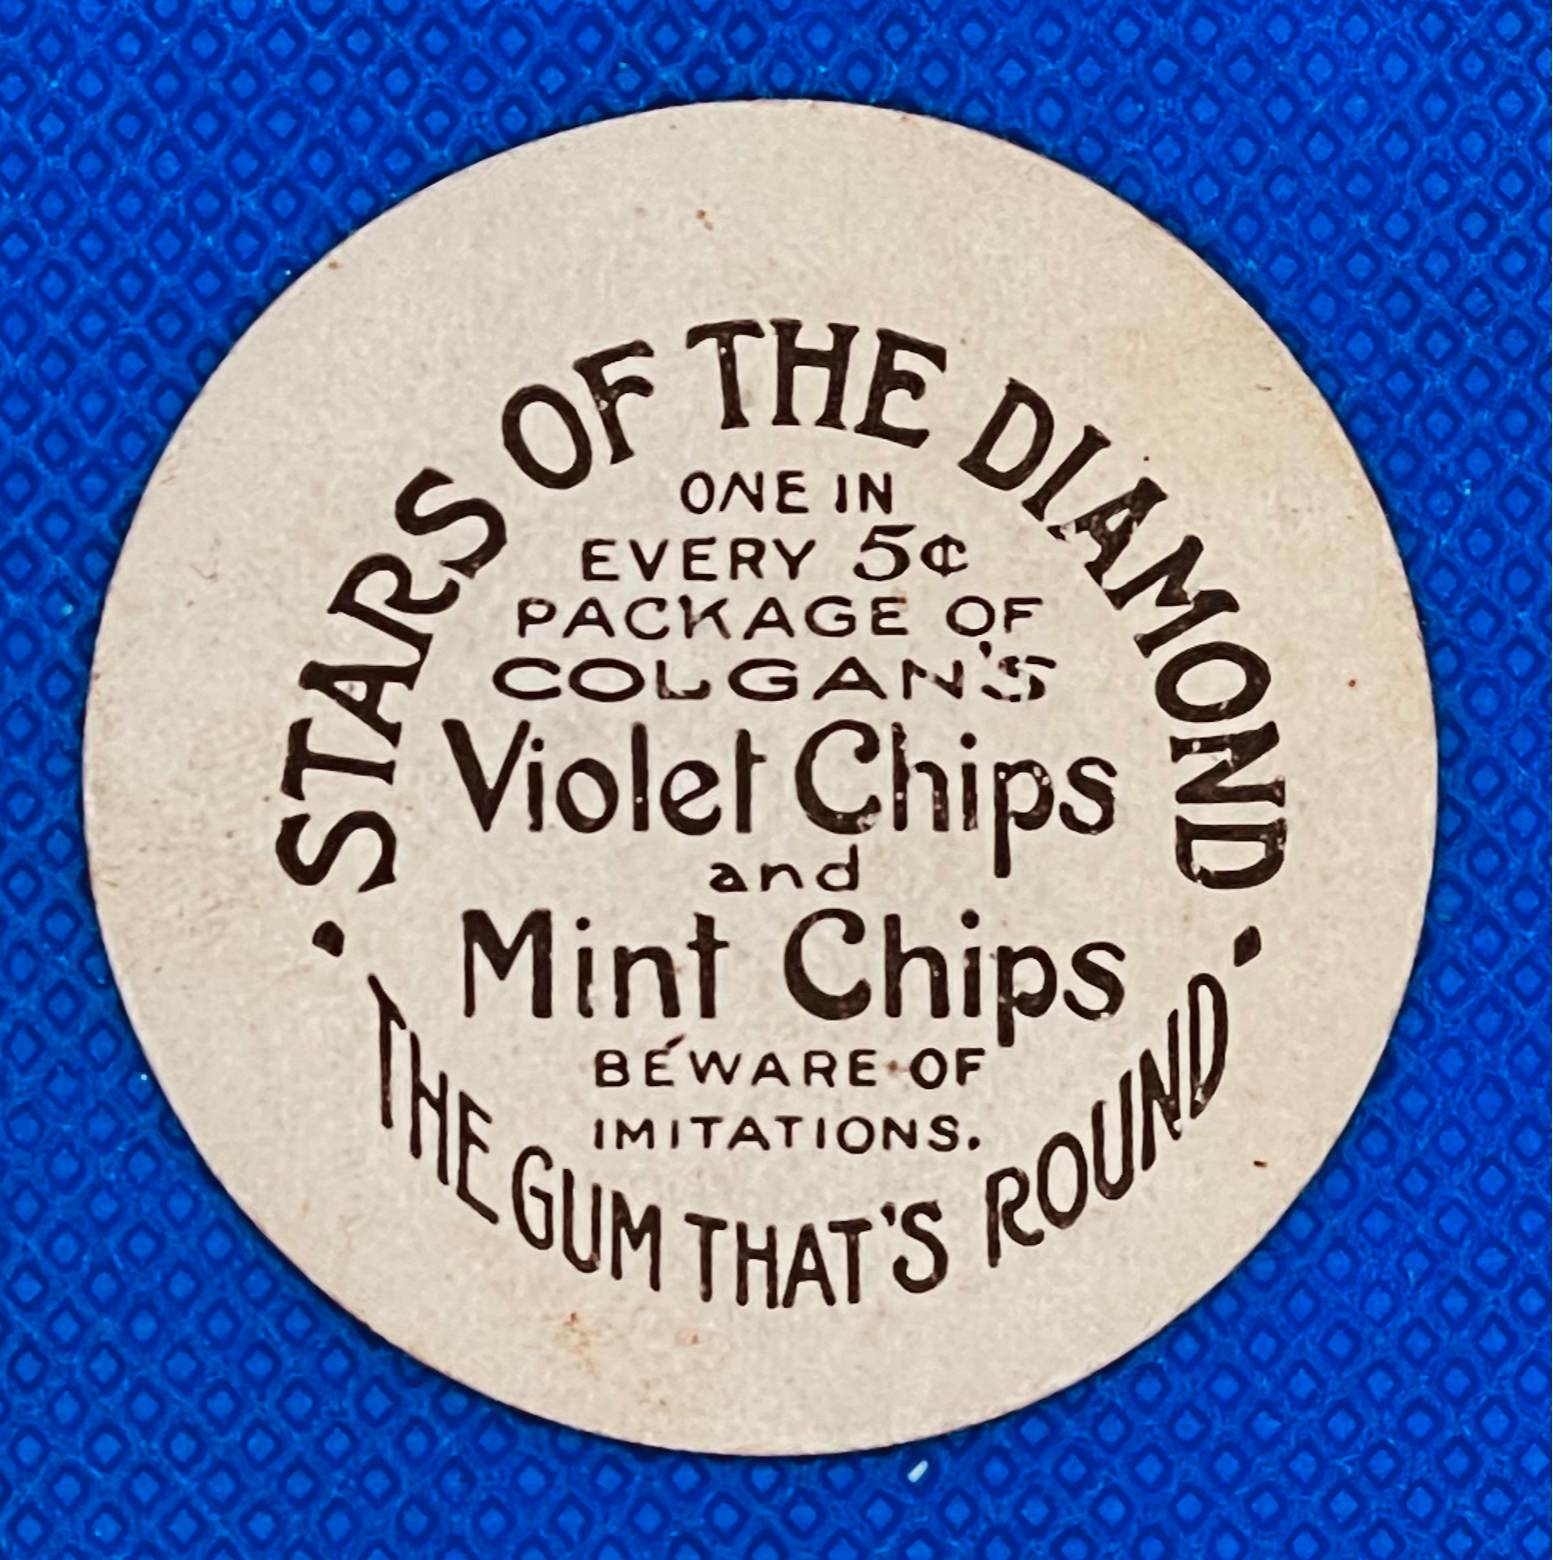 • STARS OF THE DIAMOND •
ONE IN
EVERY 5¢
PACKAGE OF
COLGAN'S
Violet Chips
and
Mint Chips
BEWARE OF
IMITATIONS.
THE GUM THAT'S ROUND